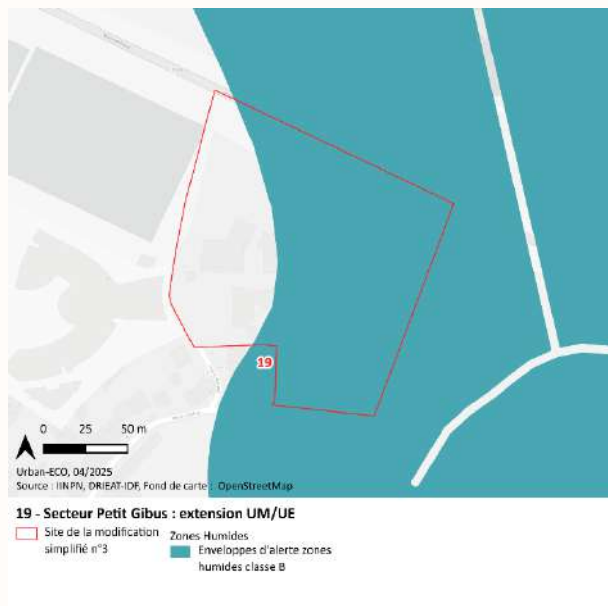 19
0 25 50 m
Urban-ECO, 04/2025
Source : IINPN, DRIEAT-IDF, Fond de carte : OpenStreetMap
19 - Secteur Petit Gibus : extension UM/UE
Site de la modification
simplifié n°3
Zones Humides
Enveloppes d'alerte zones
humides classe B